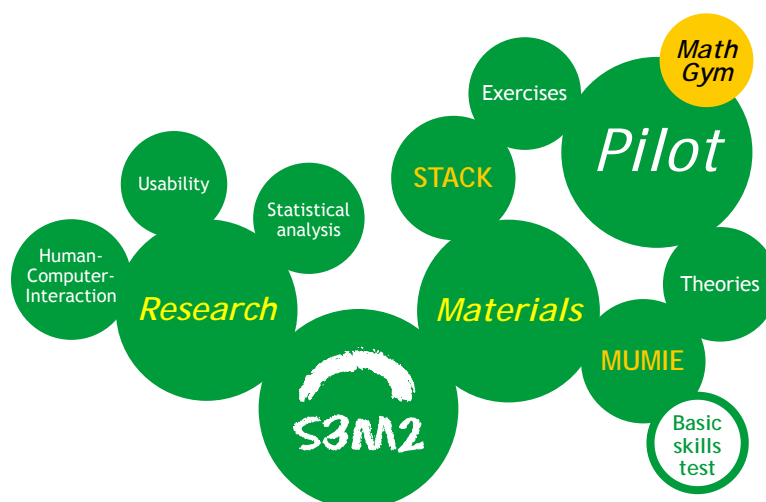 Math
Gym
Exercises
Pilot
STACK
Usability
Statistical
analysis
Human-
Computer-
Interaction
Research
Materials
Theories
MUMIE
S3M2
Basic
skills
test